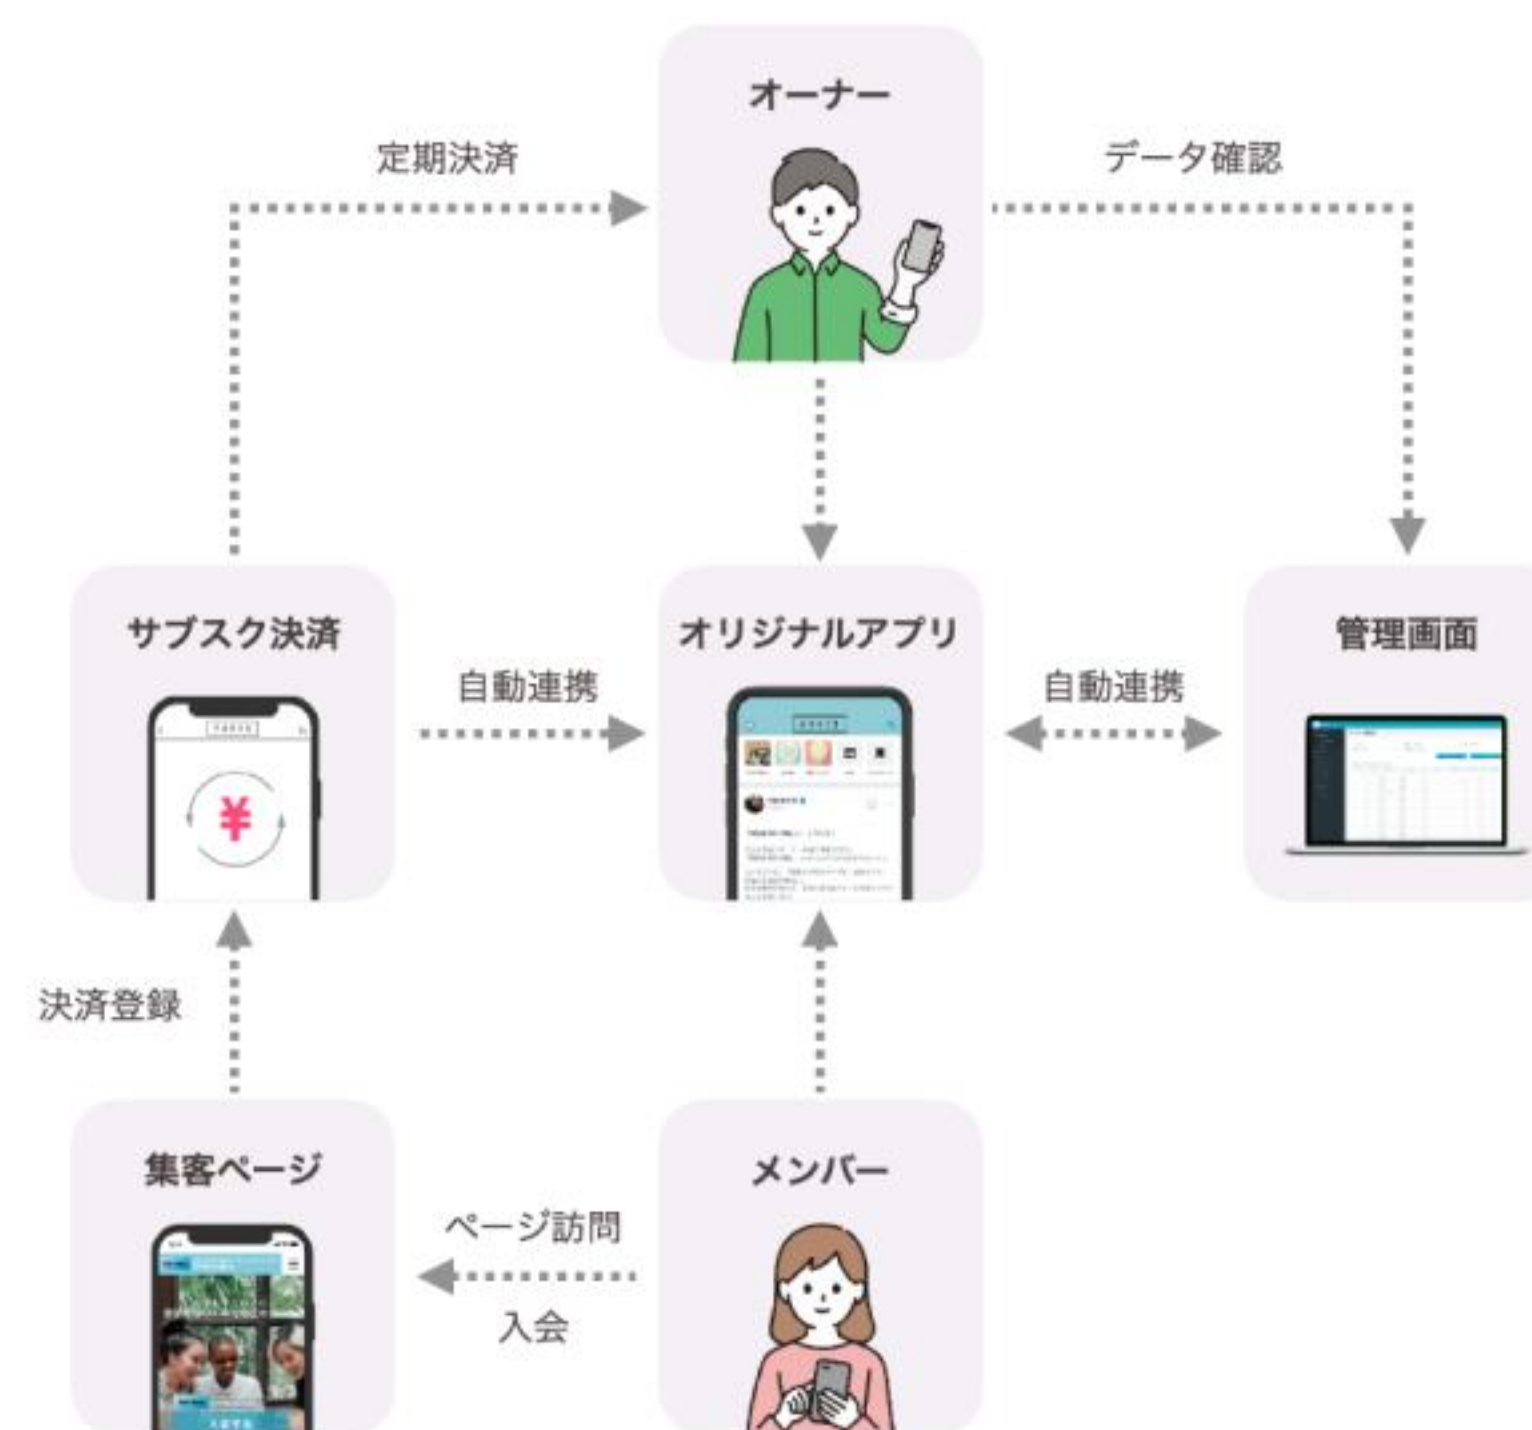 オーナー
定期決済
データ確認
サブスク決済
オリジナルアプリ
管理画面
自動連携
自動連携
¥
決済登録
集客ページ
メンバー
ページ訪問
入会